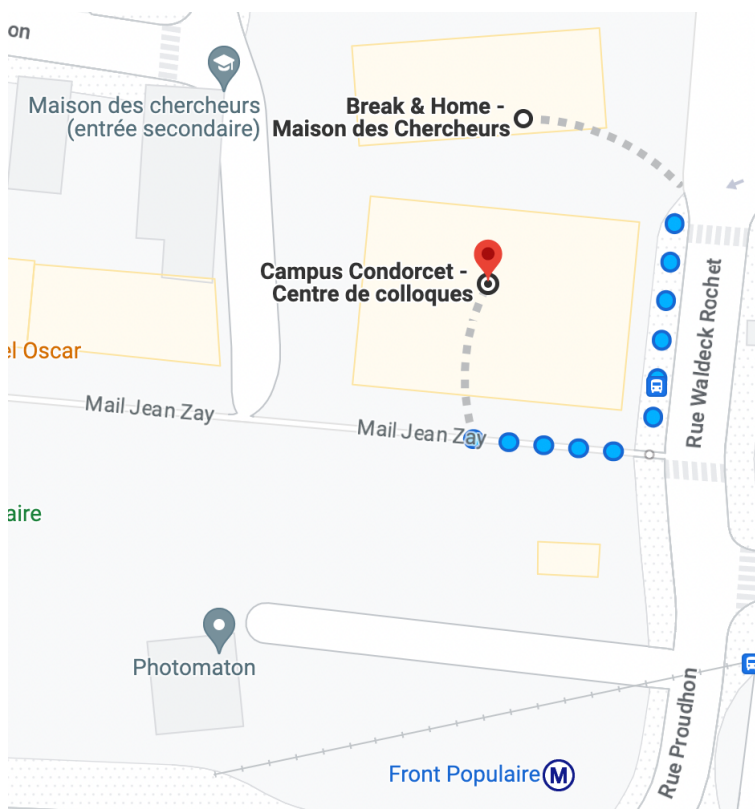 on
Maison des chercheurs
(entrée secondaire)
Break & Home -
Maison des Chercheurs
Campus Condorcet -
Centre de colloques
Rue Waldeck Rochet
el Oscar
Mail Jean Zay
Mail Jean Zay
aire
Photomaton
Rue Proudhon
Front Populaire M